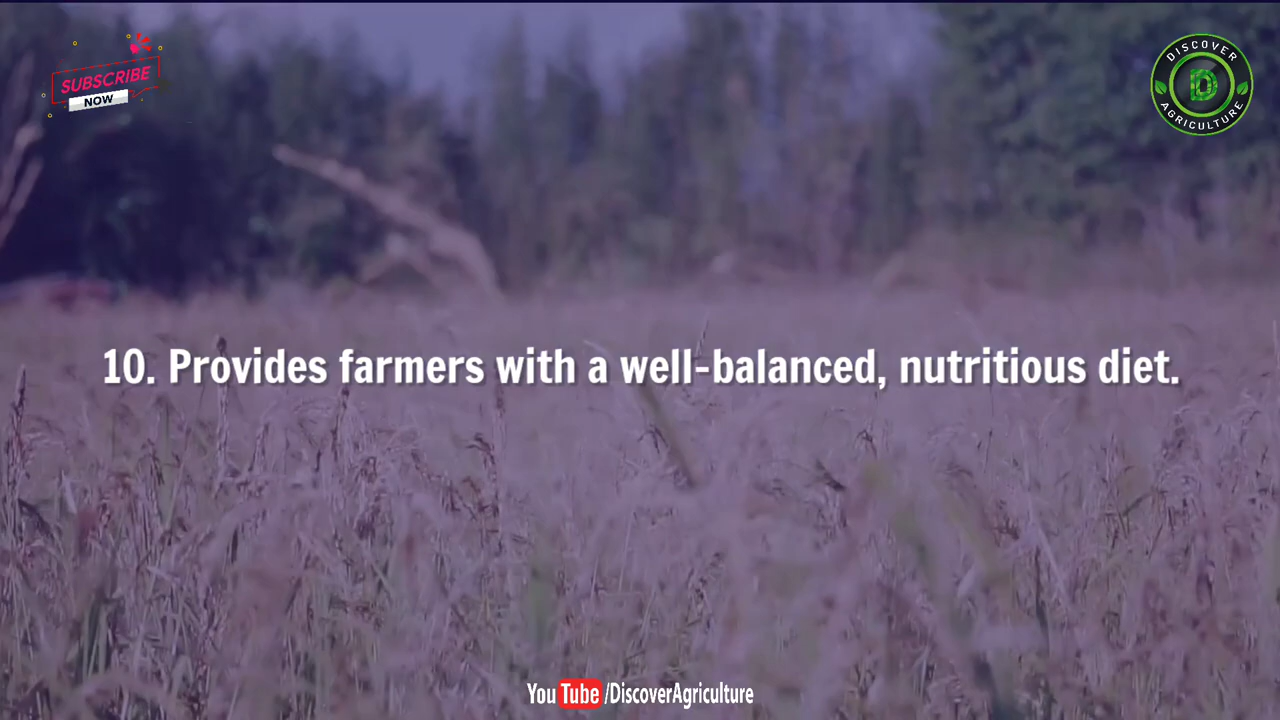 SUBSCRIBE
NOW
DISCOVER
D
AGRICULTURE
10. Provides farmers with a well-balanced, nutritious diet.
YouTube/DiscoverAgriculture